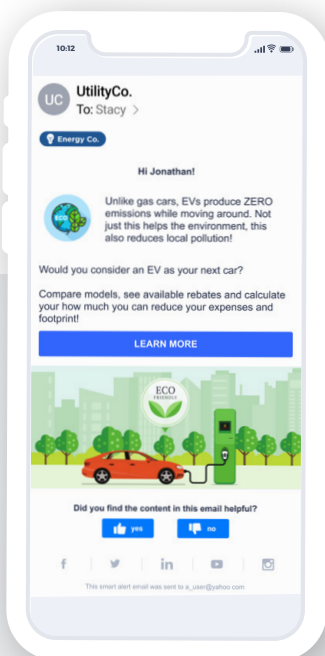 10:12
UC
UtilityCo.
To: Stacy >
Energy Co.
Hi Jonathan!
ECO
Unlike gas cars, EVs produce ZERO
emissions while moving around. Not
just this helps the environment, this
also reduces local pollution!
Would you consider an EV as your next car?
Compare models, see available rebates and calculate
your how much you can reduce your expenses and
footprint!
LEARN MORE
ECO
FRIENDLY
Did you find the content in this email helpful?
yes
no
This smart alert email was sent to a_user@yahoo com